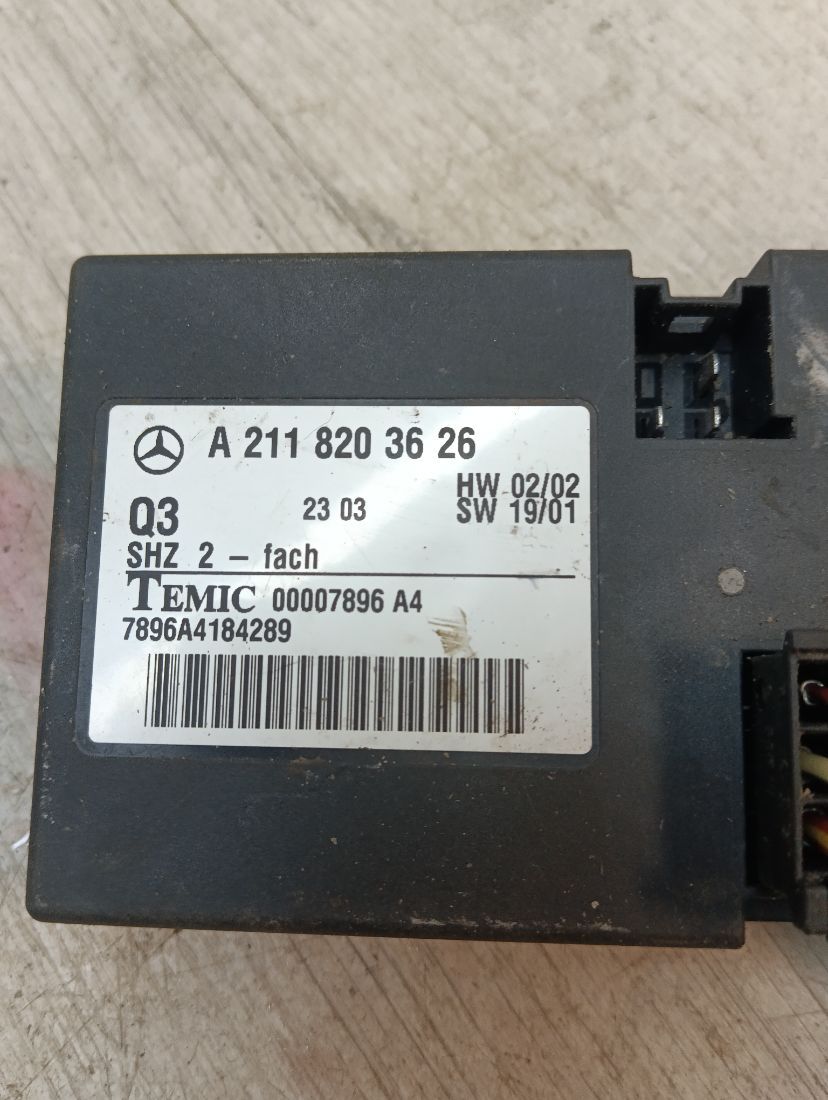 A 211 820 36 26
HW 02/02
Q3 23 03 SW 19/01
SHZ 2 - fach
TEMIC 00007896 A4
7896A4184289